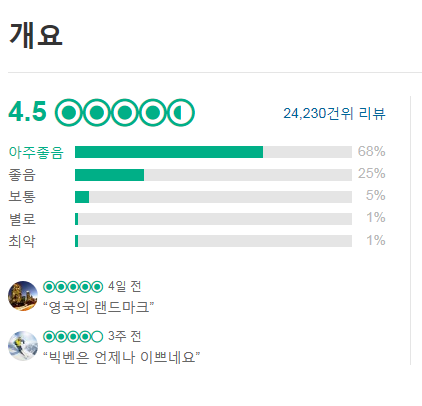 개요
4.5 24,230건위 리뷰
아주좋음 68%
좋음 25%
보통 5%
별로 1%
최악 1%
4일 전
“영국의 랜드마크”
3주 전
“빅벤은 언제나 이쁘네요”